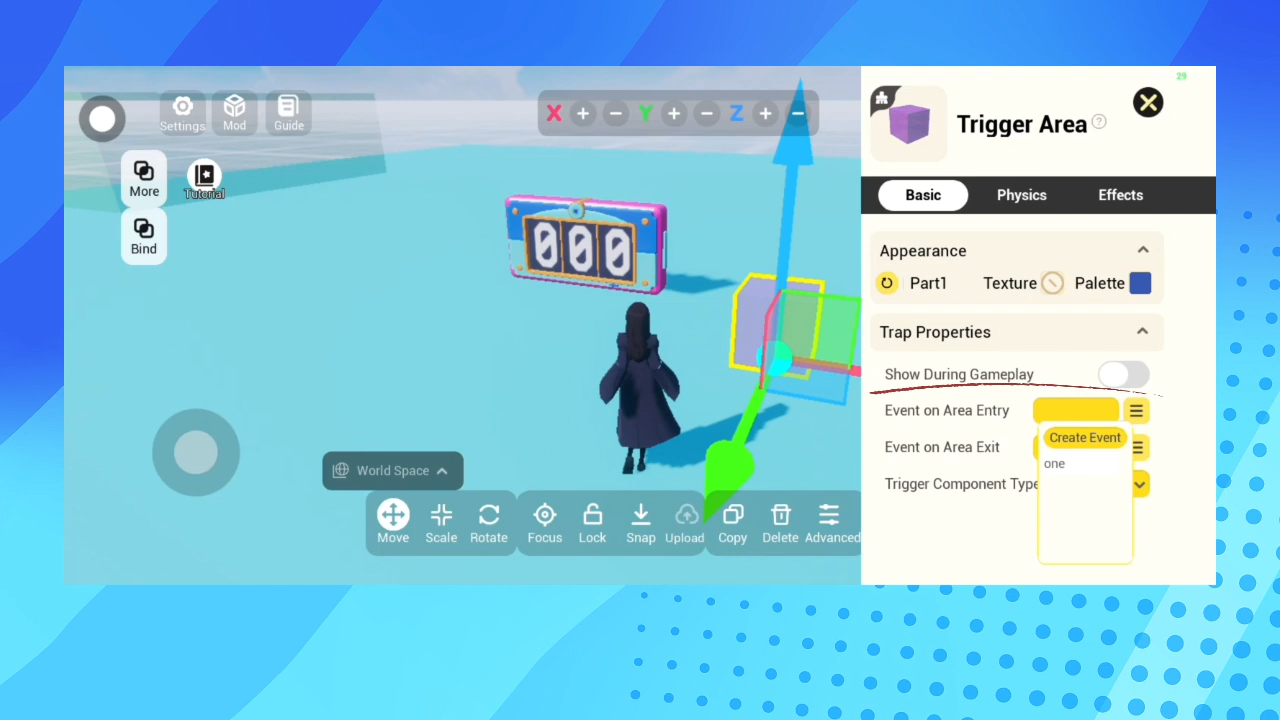 29
Settings
Mod
Guide
X + − Y + − Z + −
Trigger Area ?
More
Tutorial
Bind
Basic
Physics
Effects
000
Appearance
Part1
Texture
Palette
Trap Properties
Show During Gameplay
Event on Area Entry
Create Event
Event on Area Exit
one
World Space
Trigger Component Type
Move
Scale
Rotate
Focus
Lock
Snap
Upload
Copy
Delete
Advanced